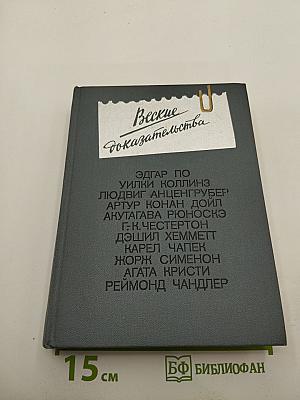 Веские
доказательства
ЭДГАР ПО
УИЛКИ КОЛЛИНЗ
ЛЮДВИГ АНЦЕНГРУБЕР
АРТУР КОНАН ДОЙЛ
АКУТАГАВА РЮНОСКЭ
Г.-К. ЧЕСТЕРТОН
ДЭШИЛ ХЕММЕТТ
КАРЕЛ ЧАПЕК
ЖОРЖ СИМЕНОН
АГАТА КРИСТИ
РЕЙМОНД ЧАНДЛЕР
15 см
БФ БИБЛИОФАН